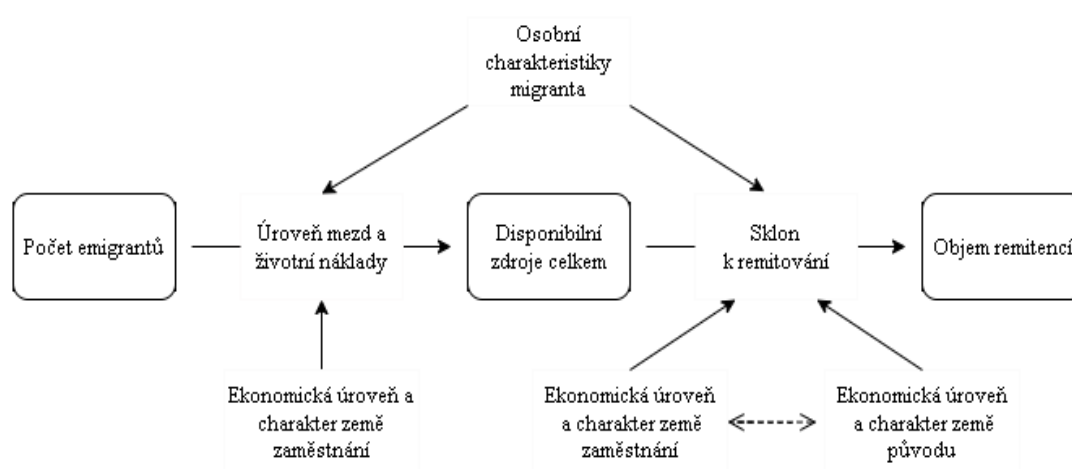 Osobní
charakteristiky
migranta
Počet emigrantů
Úroveň mezd a
životní náklady
Disponibilní
zdroje celkem
Sklon
k remitování
Objem remitencí
Ekonomická úroveň a
charakter země
zaměstnání
Ekonomická úroveň
a charakter země
zaměstnání
Ekonomická úroveň
a charakter země
původu